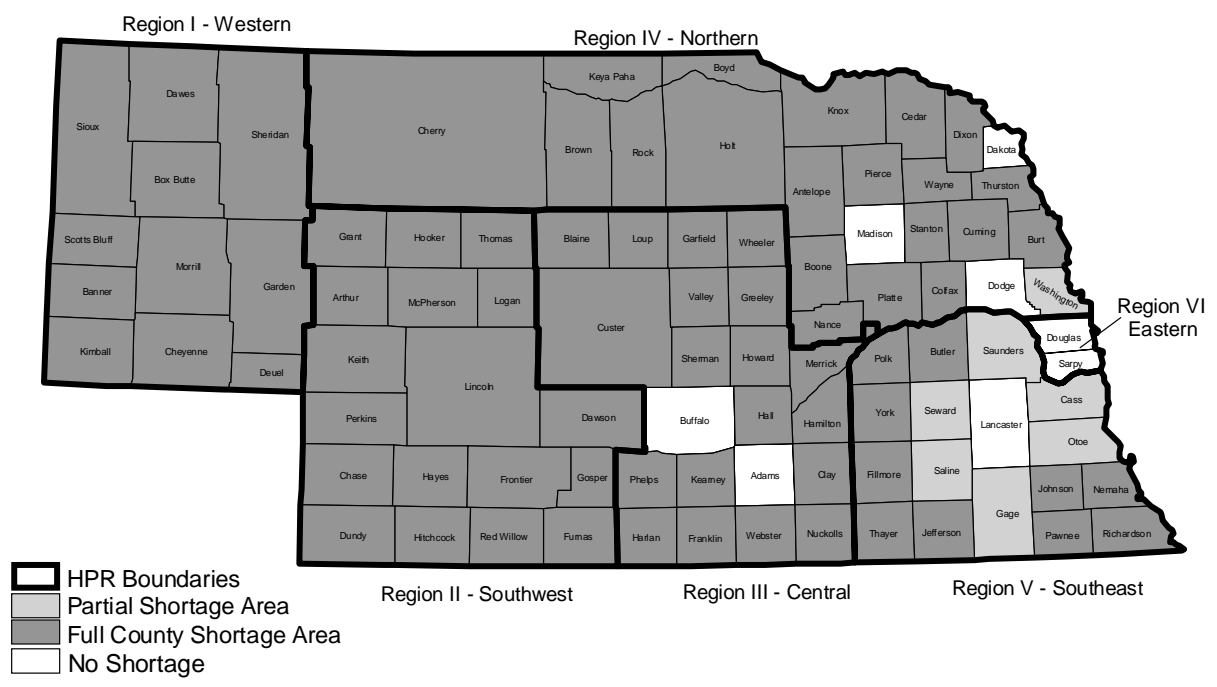 Region I - Western
Region IV - Northern
Keya Paha
Boyd
Dawes
Sioux
Sheridan
Cherry
Knox
Cedar
Dixon
Dakota
Brown
Rock
Holt
Box Butte
Antelope
Pierce
Wayne
Thurston
Scotts Bluff
Morrill
Garden
Grant
Hooker
Thomas
Blaine
Loup
Garfield
Wheeler
Madison
Stanton
Cuming
Burt
Boone
Banner
Arthur
McPherson
Logan
Valley
Greeley
Platte
Colfax
Dodge
Washington
Custer
Nance
Region VI
Eastern
Kimball
Cheyenne
Deuel
Keith
Lincoln
Sherman
Howard
Merrick
Polk
Butler
Saunders
Douglas
Sarpy
Perkins
Dawson
Buffalo
Hall
Hamilton
York
Seward
Lancaster
Cass
Otoe
Chase
Hayes
Frontier
Gosper
Phelps
Kearney
Adams
Clay
Fillmore
Saline
Gage
Johnson
Nemaha
Dundy
Hitchcock
Red Willow
Furnas
Harlan
Franklin
Webster
Nuckolls
Thayer
Jefferson
Pawnee
Richardson
Region II - Southwest
Region III - Central
Region V - Southeast
HPR Boundaries
Partial Shortage Area
Full County Shortage Area
No Shortage